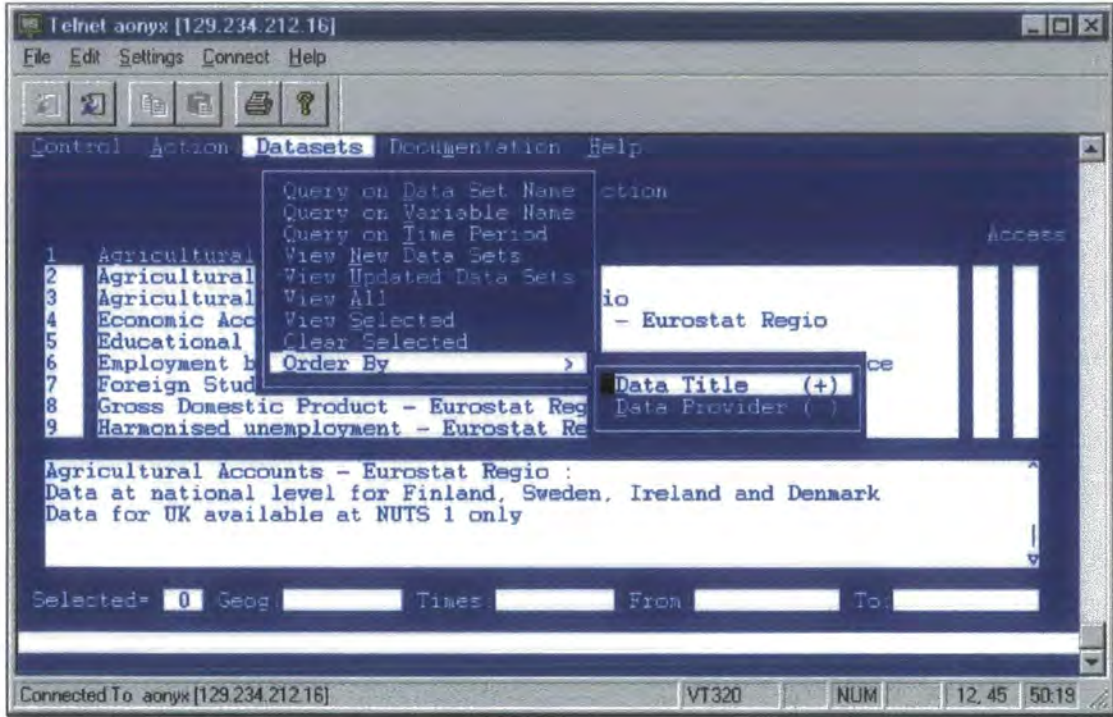 Telnet aonyx [129.234.212.16]
File Edit Settings Connect Help
Control Action Datasets Documentation Help
Query on Data Set Name ction
Query on Variable Name
Query on Time Period Access
1 Agricultural View New Data Sets
2 Agricultural View Updated Data Sets
3 Agricultural View All io
4 Economic Acc View Selected - Eurostat Regio
5 Educational Clear Selected
6 Employment b Order By > ce
7 Foreign Stud Data Title (+)
8 Gross Domestic Product - Eurostat Reg Data Provider (-)
9 Harmonised unemployment - Eurostat Re
Agricultural Accounts - Eurostat Regio :
Data at national level for Finland, Sweden, Ireland and Denmark
Data for UK available at NUTS 1 only
Selected= 0 Geog Times From To:
Connected To aonyx [129.234.212.16] VT320 NUM 12, 45 50:19